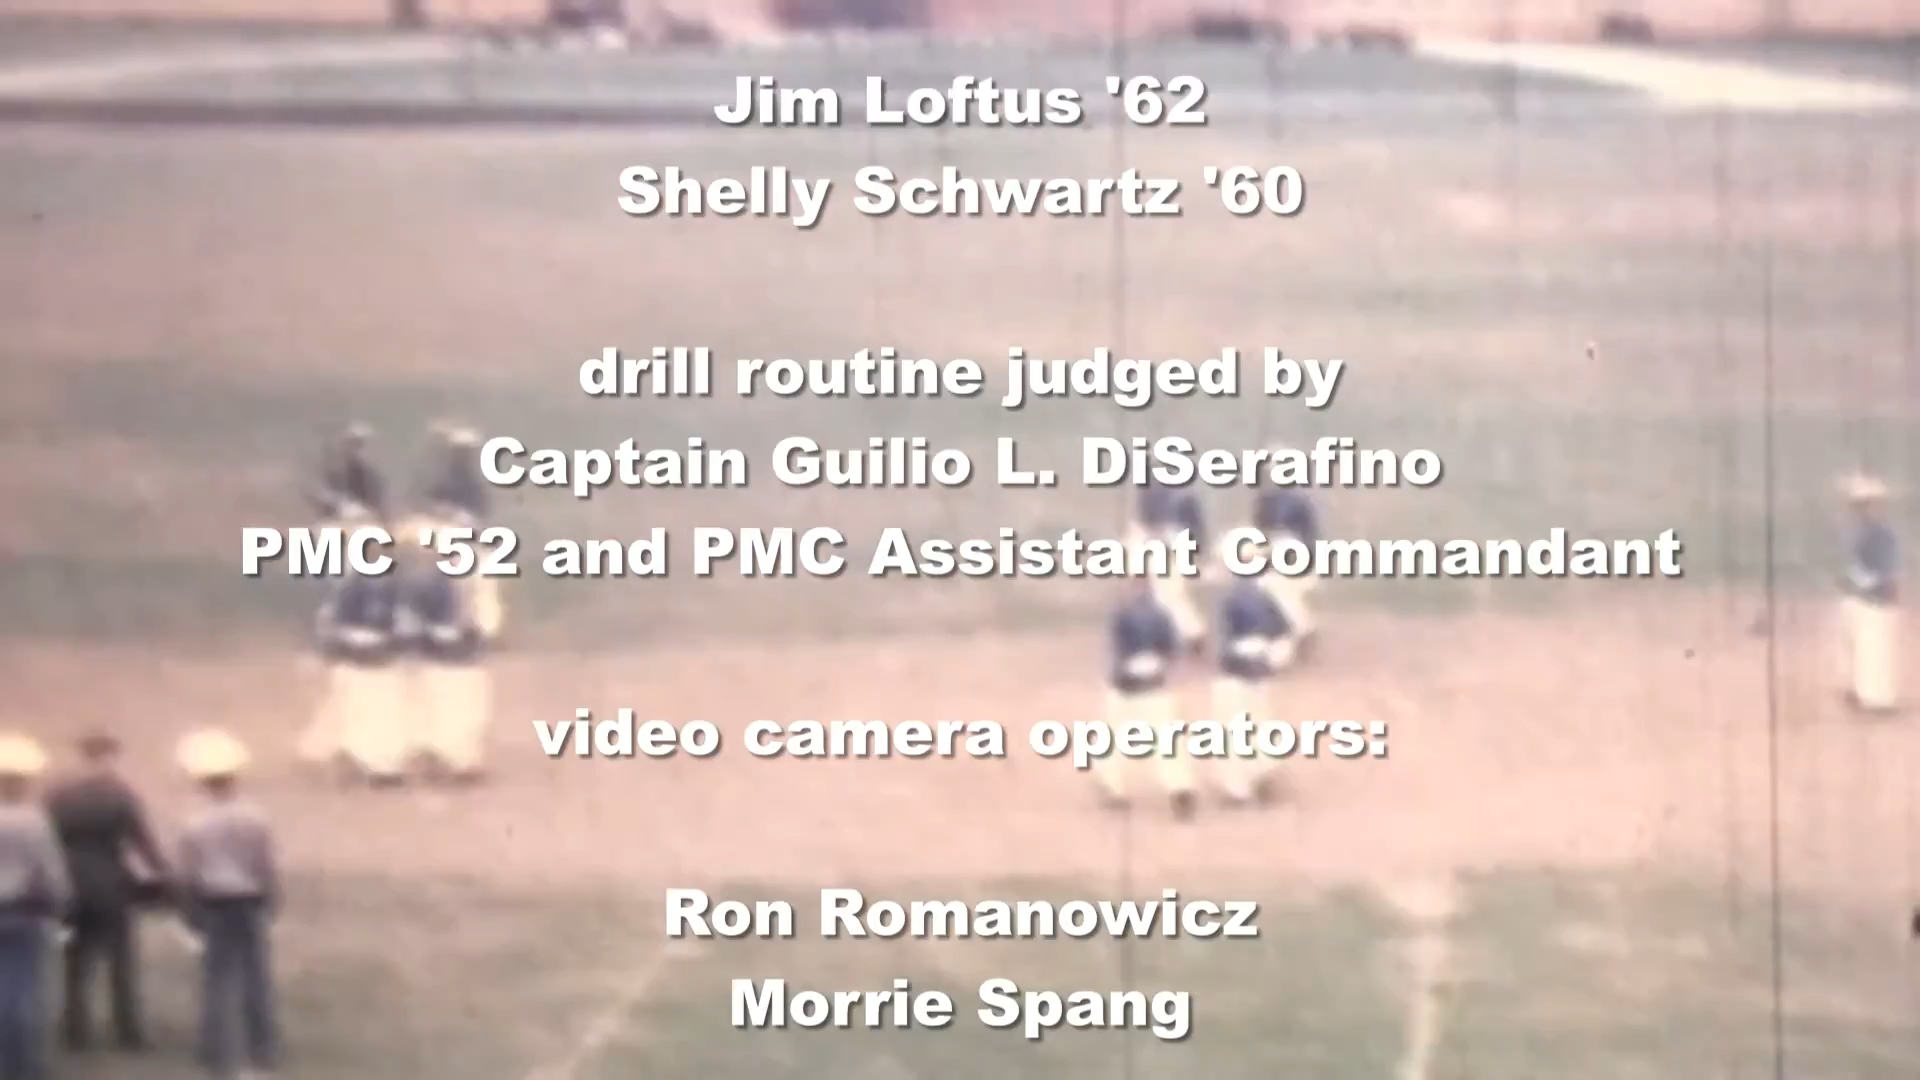 Jim Loftus '62
Shelly Schwartz '60
drill routine judged by
Captain Guilio L. DiSerafino
PMC '52 and PMC Assistant Commandant
video camera operators:
Ron Romanowicz
Morrie Spang